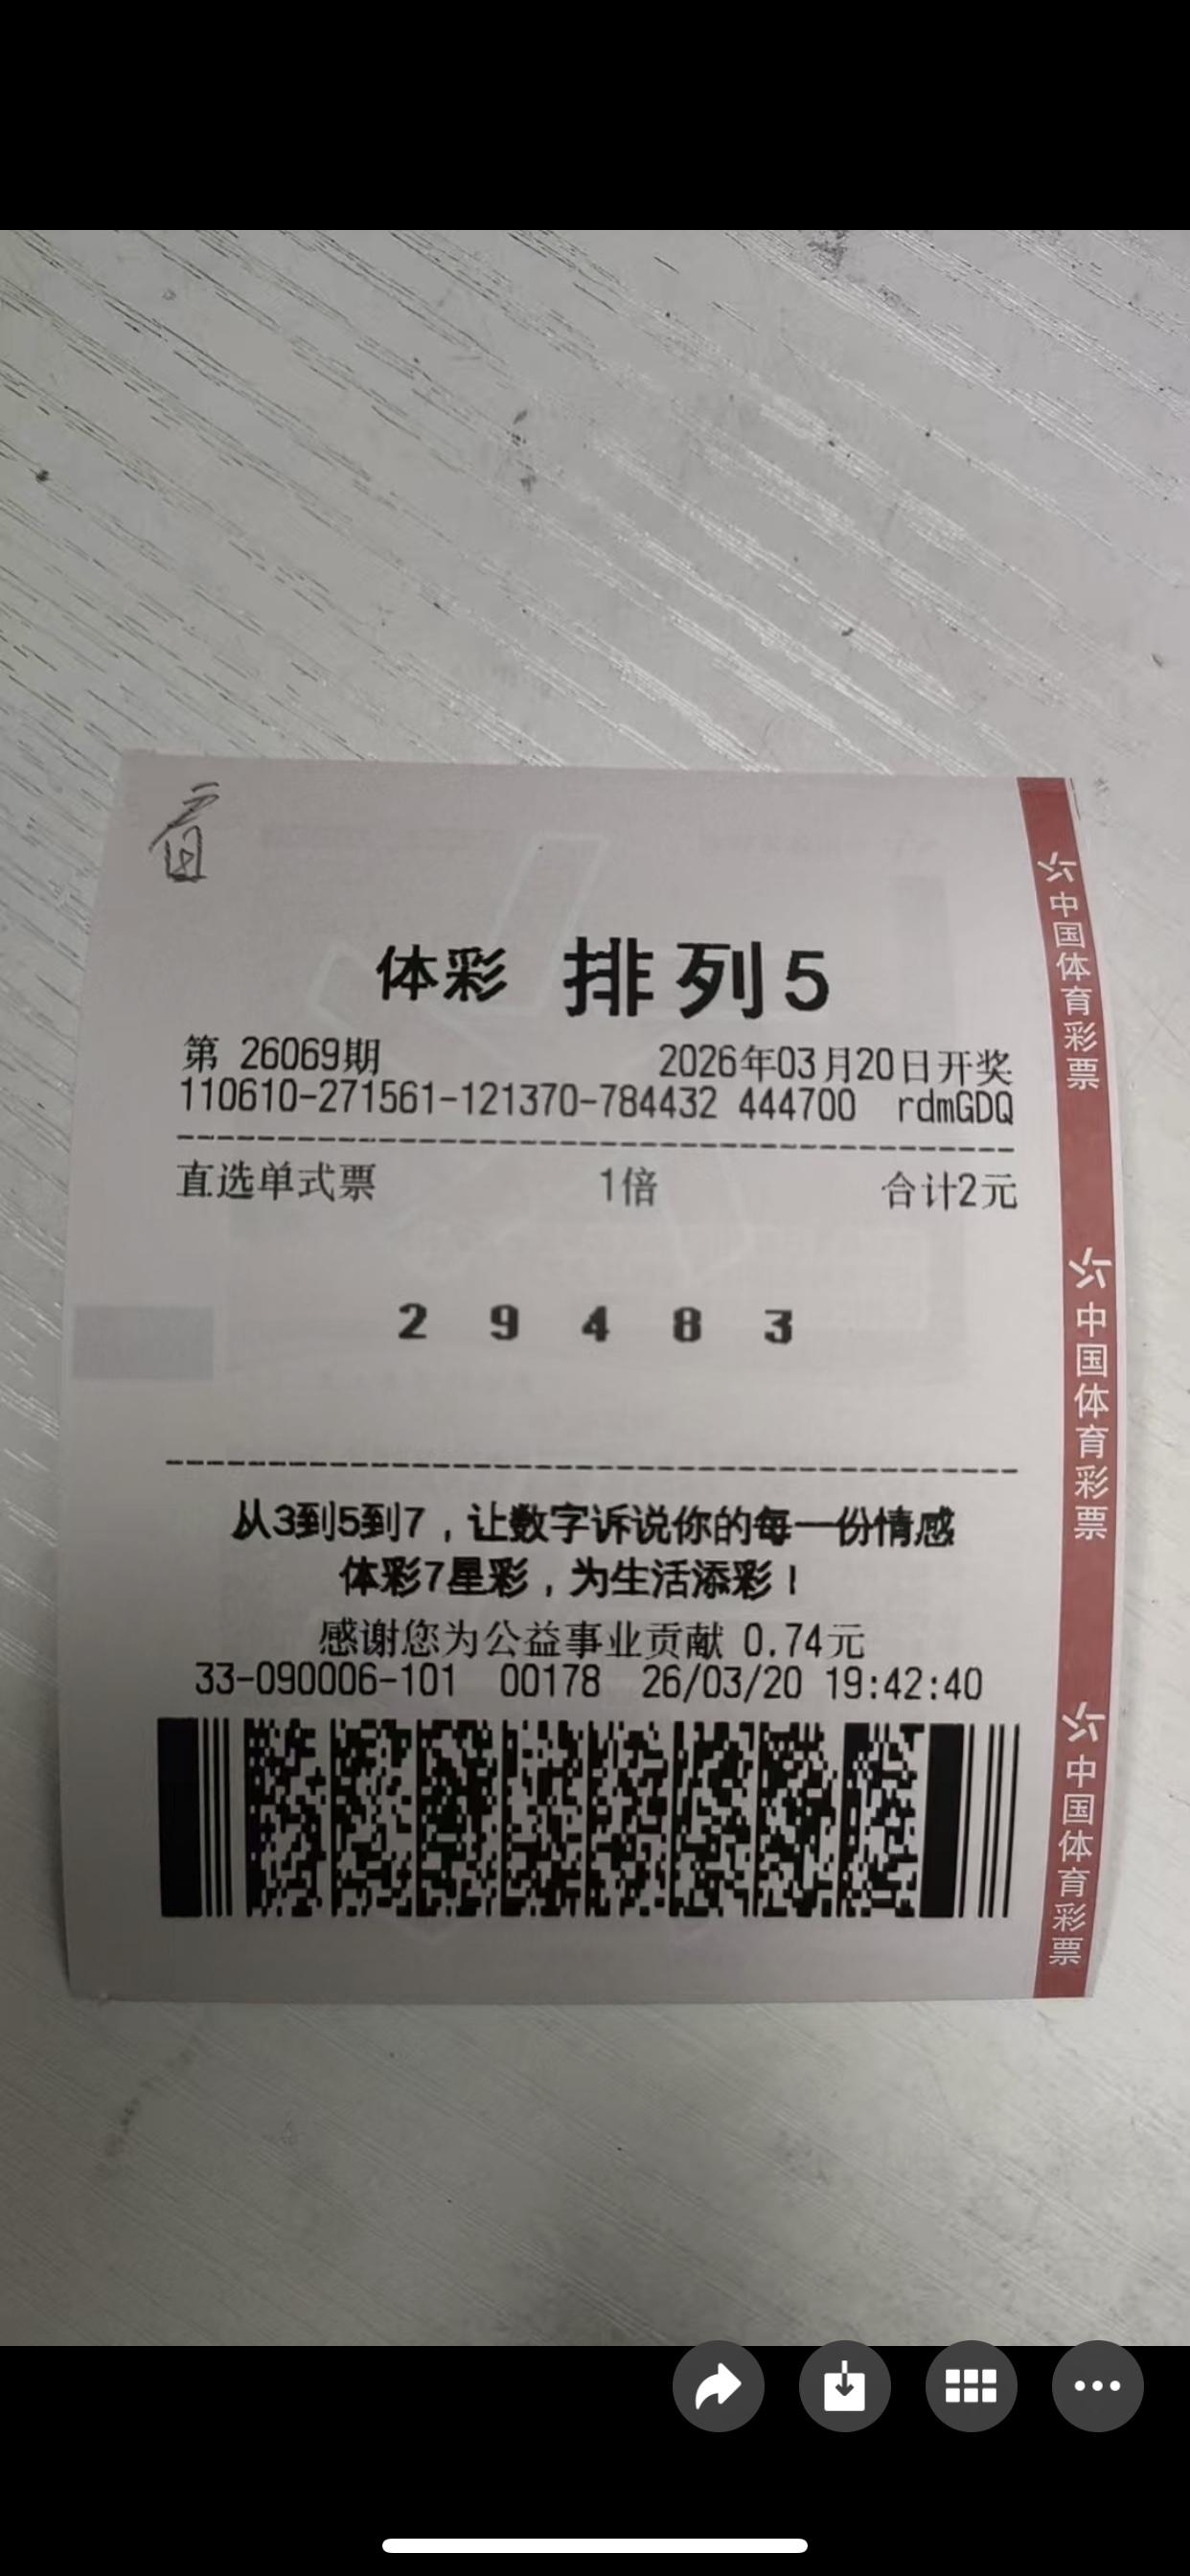 体彩 排列5
第 26069期 2026年03月20日开奖
110610-271561-121370-784432 444700 rdmGDQ
直选单式票 1倍 合计2元
2 9 4 8 3
从3到5到7，让数字诉说你的每一份情感
体彩7星彩，为生活添彩！
感谢您为公益事业贡献 0.74元
33-090006-101 00178 26/03/20 19:42:40
中国体育彩票
中国体育彩票
中国体育彩票